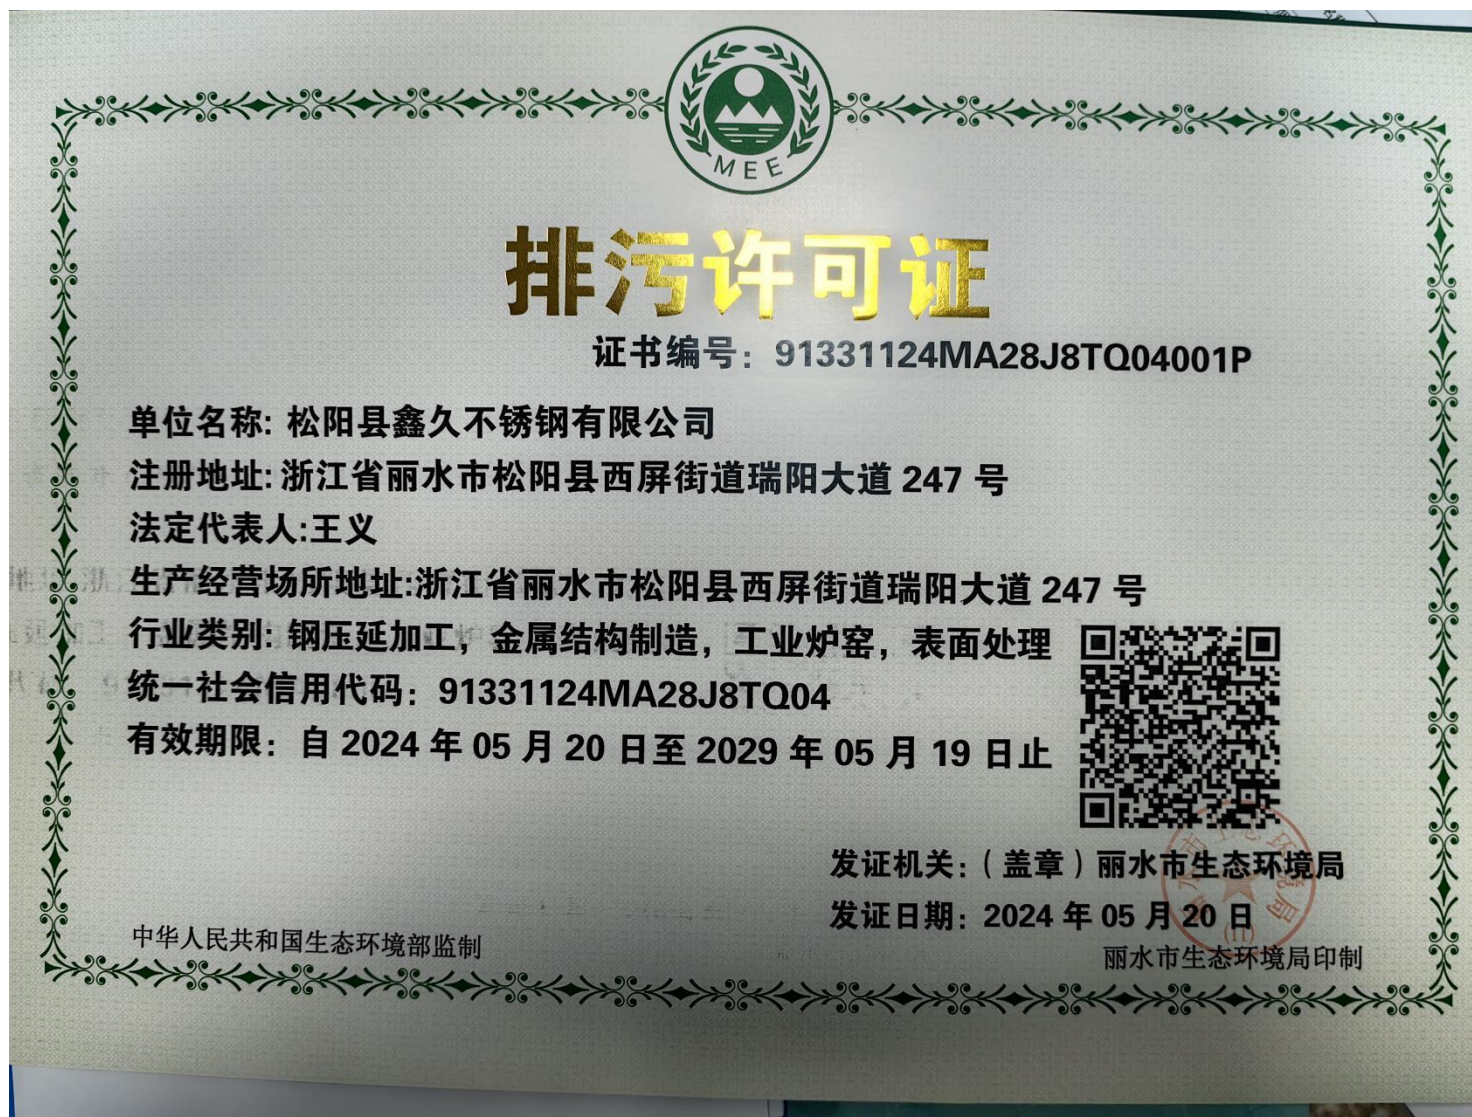 MEE
排污许可证
证书编号：91331124MA28J8TQ04001P
单位名称: 松阳县鑫久不锈钢有限公司
注册地址:浙江省丽水市松阳县西屏街道瑞阳大道 247 号
法定代表人:王义
生产经营场所地址:浙江省丽水市松阳县西屏街道瑞阳大道 247 号
行业类别: 钢压延加工，金属结构制造，工业炉窑，表面处理
统一社会信用代码：91331124MA28J8TQ04
有效期限：自 2024 年 05 月 20 日至 2029 年 05 月 19 日止
发证机关：（盖章）丽水市生态环境局
发证日期：2024 年 05 月 20 日
中华人民共和国生态环境部监制
丽水市生态环境局印制